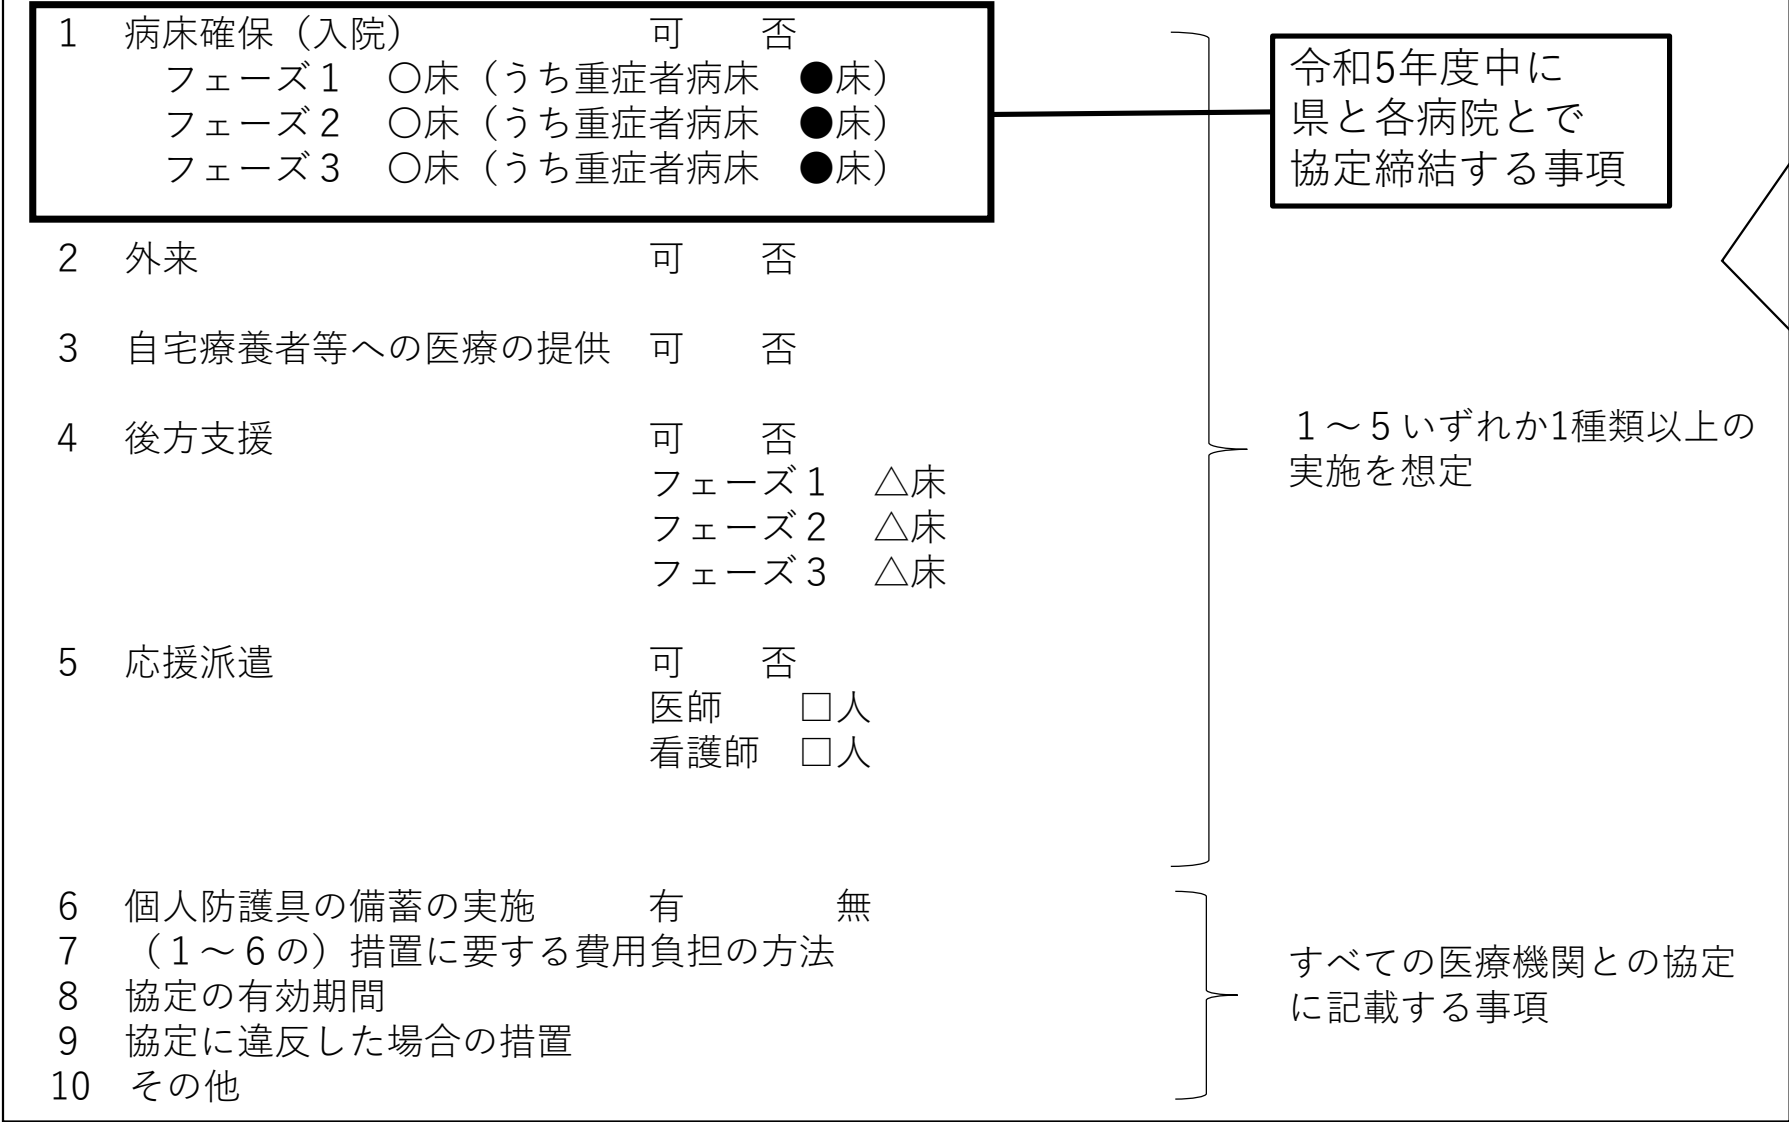 1 病床確保（入院） 可 否
フェーズ１ 〇床（うち重症者病床 ●床）
フェーズ２ 〇床（うち重症者病床 ●床）
フェーズ３ 〇床（うち重症者病床 ●床）
令和5年度中に
県と各病院とで
協定締結する事項
2 外来 可 否
3 自宅療養者等への医療の提供 可 否
4 後方支援 可 否
フェーズ１ △床
フェーズ２ △床
フェーズ３ △床
１～５いずれか1種類以上の
実施を想定
5 応援派遣 可 否
医師 □人
看護師 □人
6 個人防護具の備蓄の実施 有 無
7 （１～６の）措置に要する費用負担の方法
8 協定の有効期間
9 協定に違反した場合の措置
10 その他
すべての医療機関との協定
に記載する事項